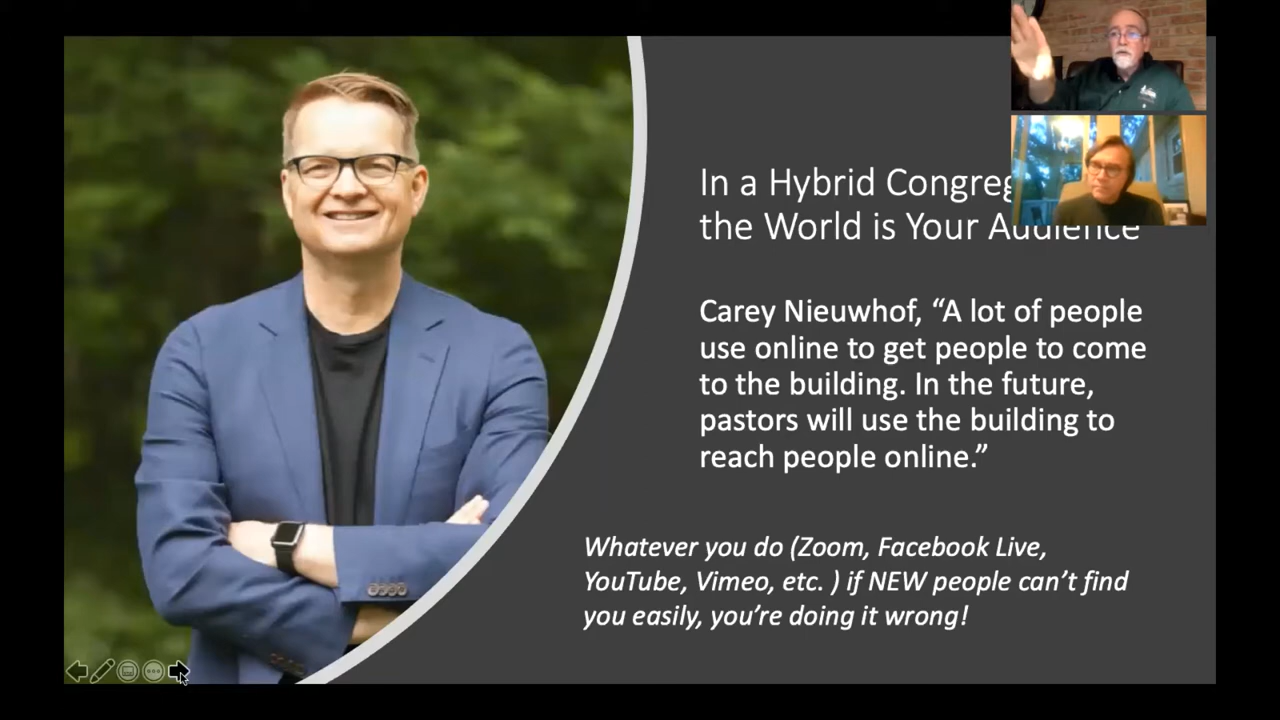 In a Hybrid
the World is Your Audience
Carey Nieuwhof, “A lot of people
use online to get people to come
to the building. In the future,
pastors will use the building to
reach people online.”
Whatever you do (Zoom, Facebook Live,
YouTube, Vimeo, etc. ) if NEW people can’t find
you easily, you’re doing it wrong!